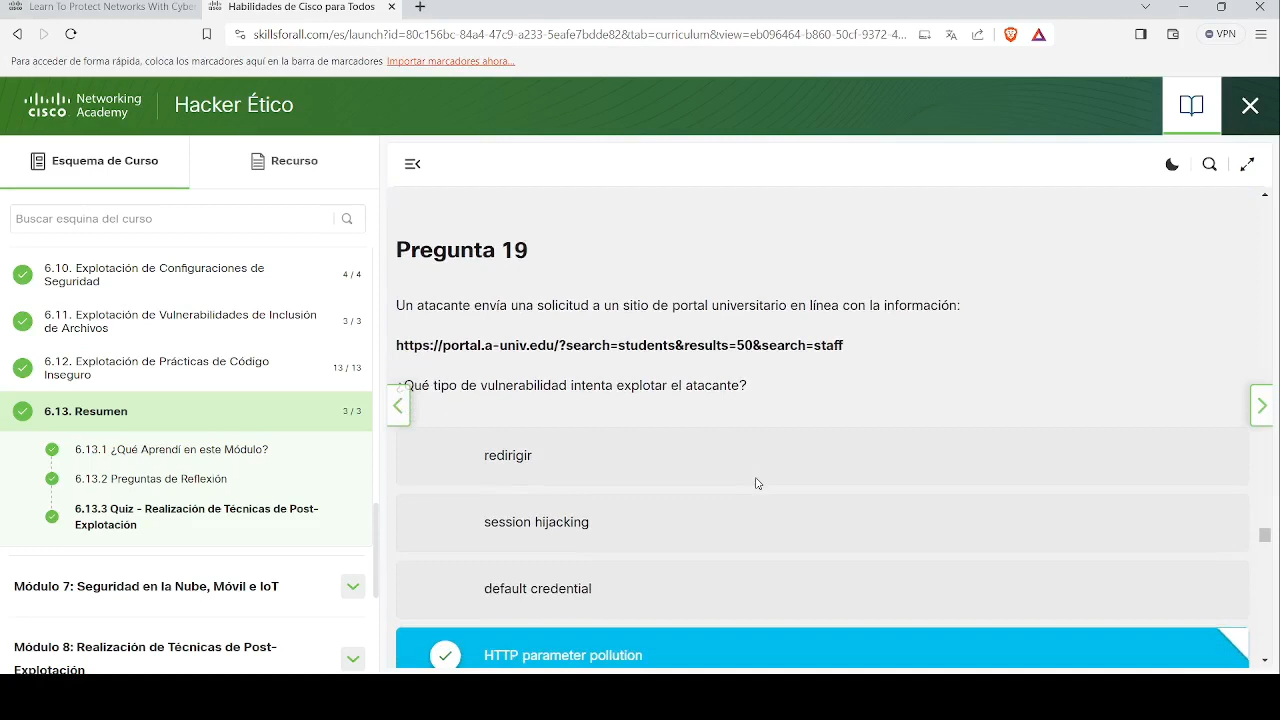 Learn To Protect Networks With Cybe
Habilidades de Cisco para Todos
skillsforall.com/es/launch?id=80c156bc-84a4-47c9-a233-5eafe7bdde82&tab=curriculum&view=eb096464-b860-50cf-9372-4...
VPN
Para acceder de forma rápida, coloca los marcadores aquí en la barra de marcadores Importar marcadores ahora...
CISCO Networking Academy
Hacker Ético
Esquema de Curso
Recurso
Buscar esquina del curso
6.10. Explotación de Configuraciones de
Seguridad
4 / 4
6.11. Explotación de Vulnerabilidades de Inclusión
de Archivos
3 / 3
6.12. Explotación de Prácticas de Código
Inseguro
13 / 13
6.13. Resumen
3 / 3
6.13.1 ¿Qué Aprendí en este Módulo?
6.13.2 Preguntas de Reflexión
6.13.3 Quiz - Realización de Técnicas de Post-
Explotación
Módulo 7: Seguridad en la Nube, Móvil e IoT
Módulo 8: Realización de Técnicas de Post-
Explotación
Pregunta 19
Un atacante envía una solicitud a un sitio de portal universitario en línea con la información:
https://portal.a-univ.edu/?search=students&results=50&search=staff
¿Qué tipo de vulnerabilidad intenta explotar el atacante?
redirigir
session hijacking
default credential
HTTP parameter pollution